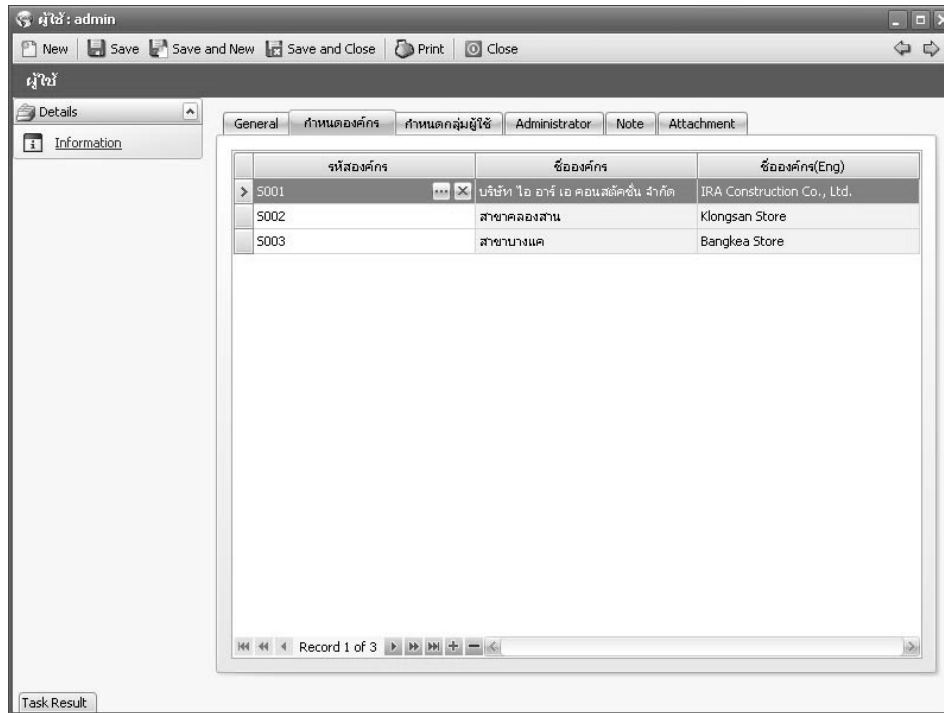 ผู้ใช้ : admin
New Save Save and New Save and Close Print Close
ผู้ใช้
Details
Information
General กำหนดองค์กร กำหนดกลุ่มผู้ใช้ Administrator Note Attachment
รหัสองค์กร ชื่อองค์กร ชื่อองค์กร(Eng)
S001 บริษัท ไอ อาร์ เอ คอนสตัคชั่น จำกัด IRA Construction Co., Ltd.
S002 สาขาคลองสาน Klongsan Store
S003 สาขาบางแค Bangkea Store
Record 1 of 3
Task Result